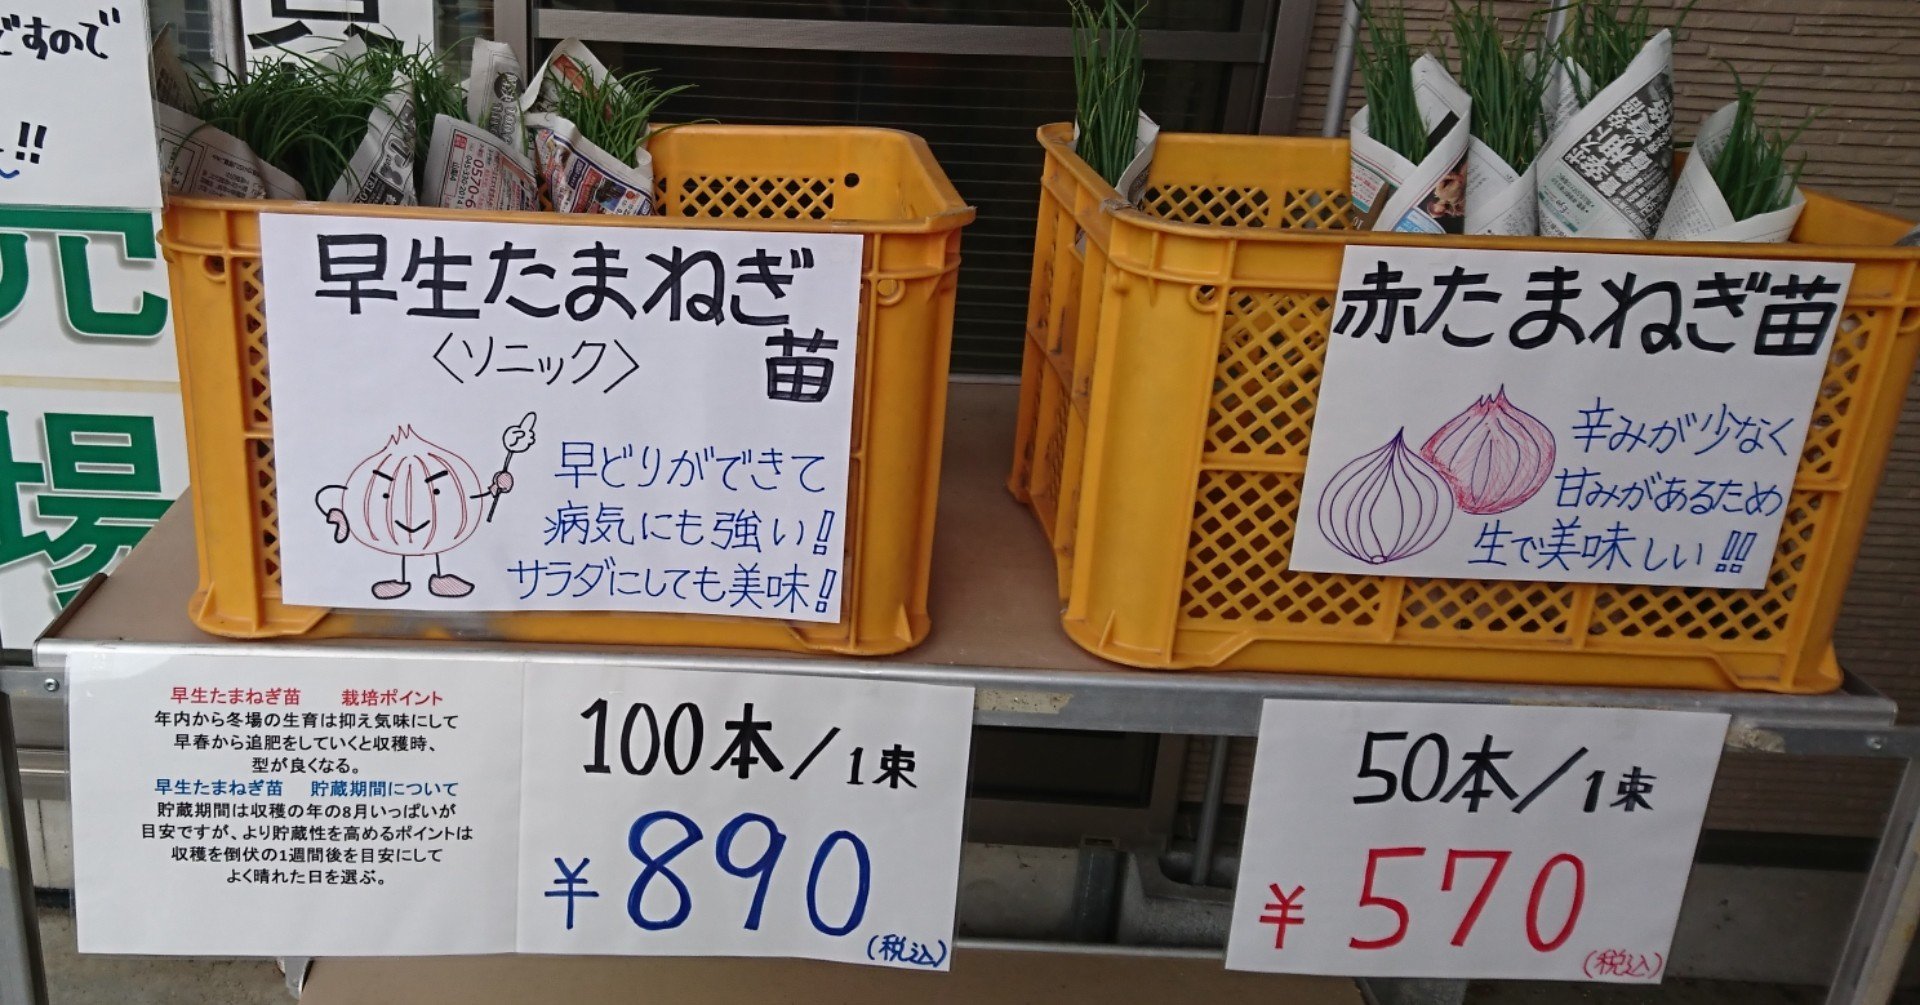 ですので
!!
売
場
早生たまねぎ
苗
〈ソニック〉
早どりができて
病気にも強い!
サラダにしても美味!
赤たまねぎ苗
辛みが少なく
甘みがあるため
生で美味しい!!
早生たまねぎ苗 栽培ポイント
年内から冬場の生育は抑え気味にして
早春から追肥をしていくと収穫時、
型が良くなる。
早生たまねぎ苗 貯蔵期間について
貯蔵期間は収穫の年の8月いっぱいが
目安ですが、より貯蔵性を高めるポイントは
収穫を倒伏の1週間後を目安にして
よく晴れた日を選ぶ。
100本/1束
¥890
(税込)
50本/1束
¥570
(税込)